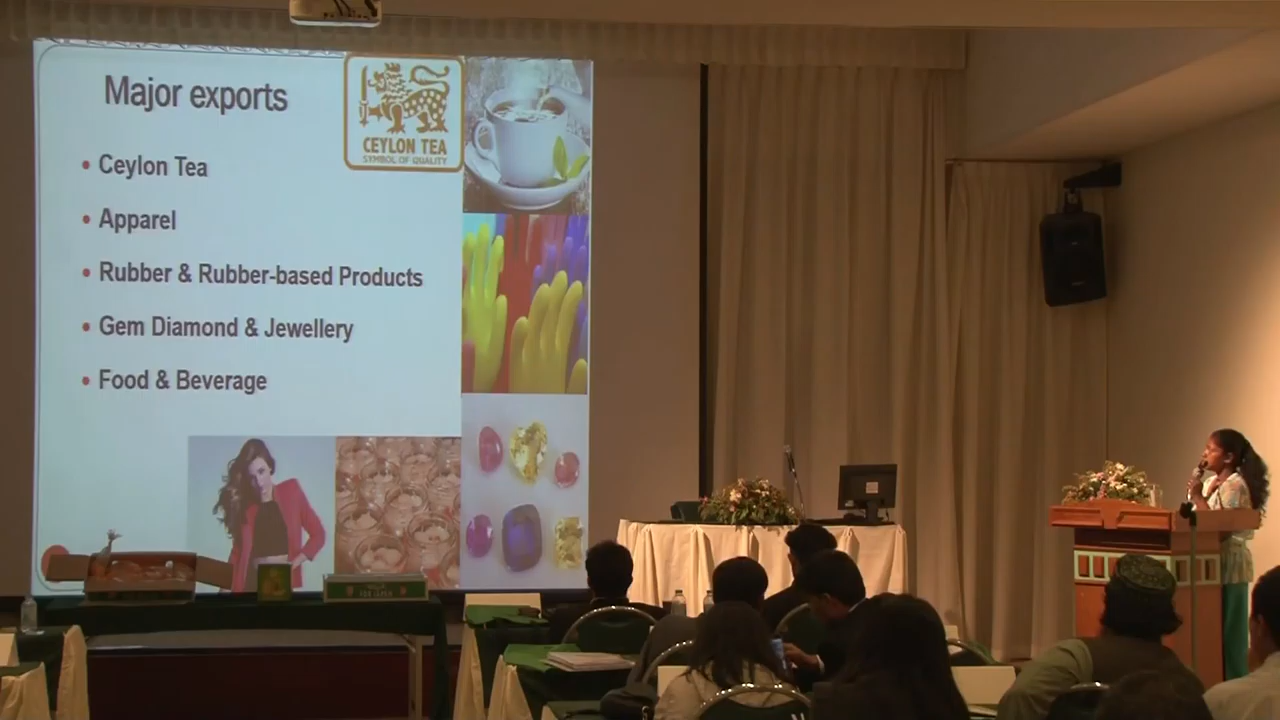 Major exports
CEYLON TEA
SYMBOL OF QUALITY
• Ceylon Tea
• Apparel
• Rubber & Rubber-based Products
• Gem Diamond & Jewellery
• Food & Beverage